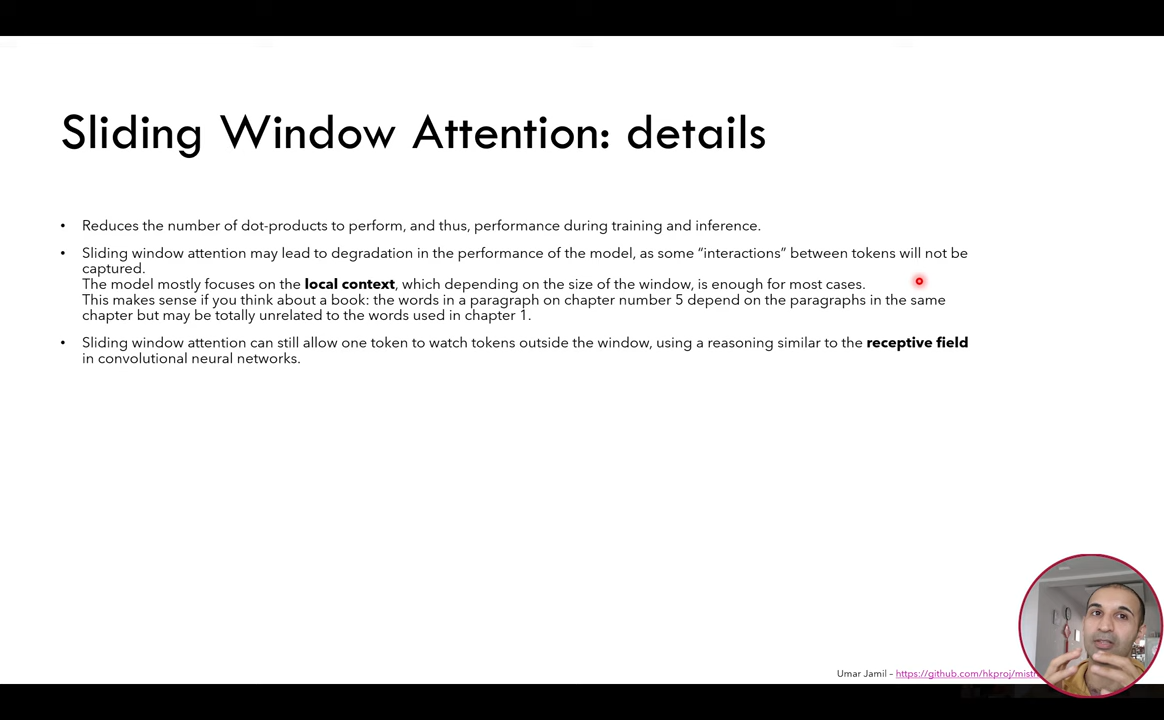 Sliding Window Attention: details
• Reduces the number of dot-products to perform, and thus, performance during training and inference.
• Sliding window attention may lead to degradation in the performance of the model, as some “interactions” between tokens will not be
captured.
The model mostly focuses on the local context, which depending on the size of the window, is enough for most cases.
This makes sense if you think about a book: the words in a paragraph on chapter number 5 depend on the paragraphs in the same
chapter but may be totally unrelated to the words used in chapter 1.
• Sliding window attention can still allow one token to watch tokens outside the window, using a reasoning similar to the receptive field
in convolutional neural networks.
Umar Jamil – https://github.com/hkproj/mist